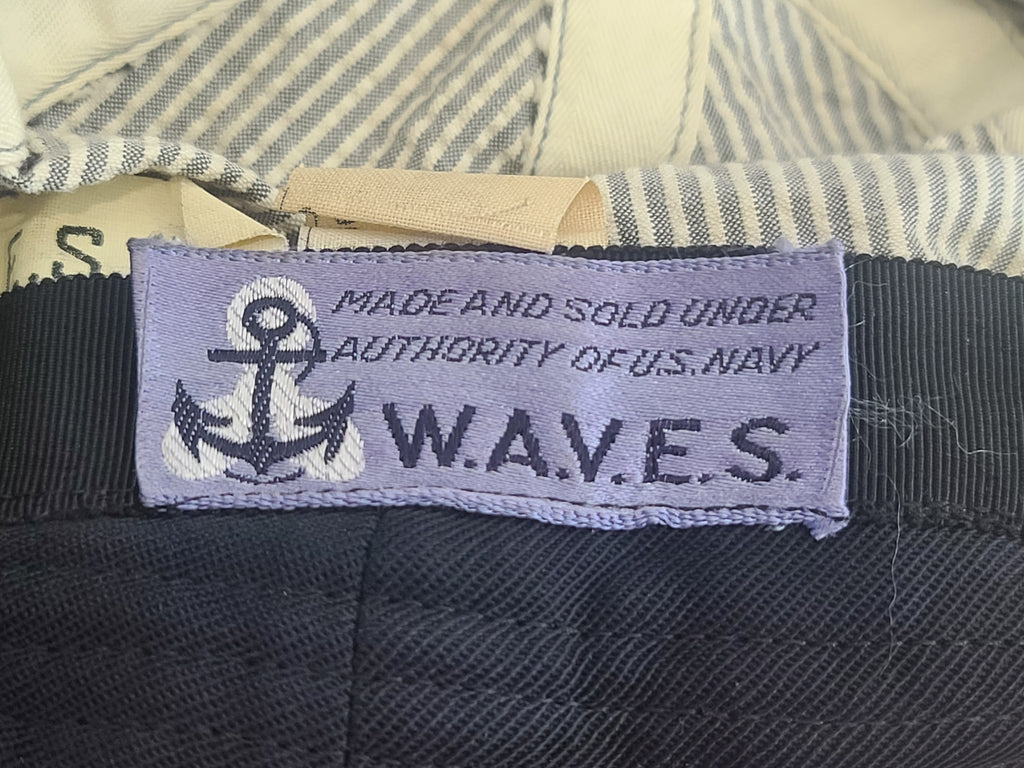 S
MADE AND SOLD UNDER
AUTHORITY OF U.S. NAVY
W.A.V.E.S.